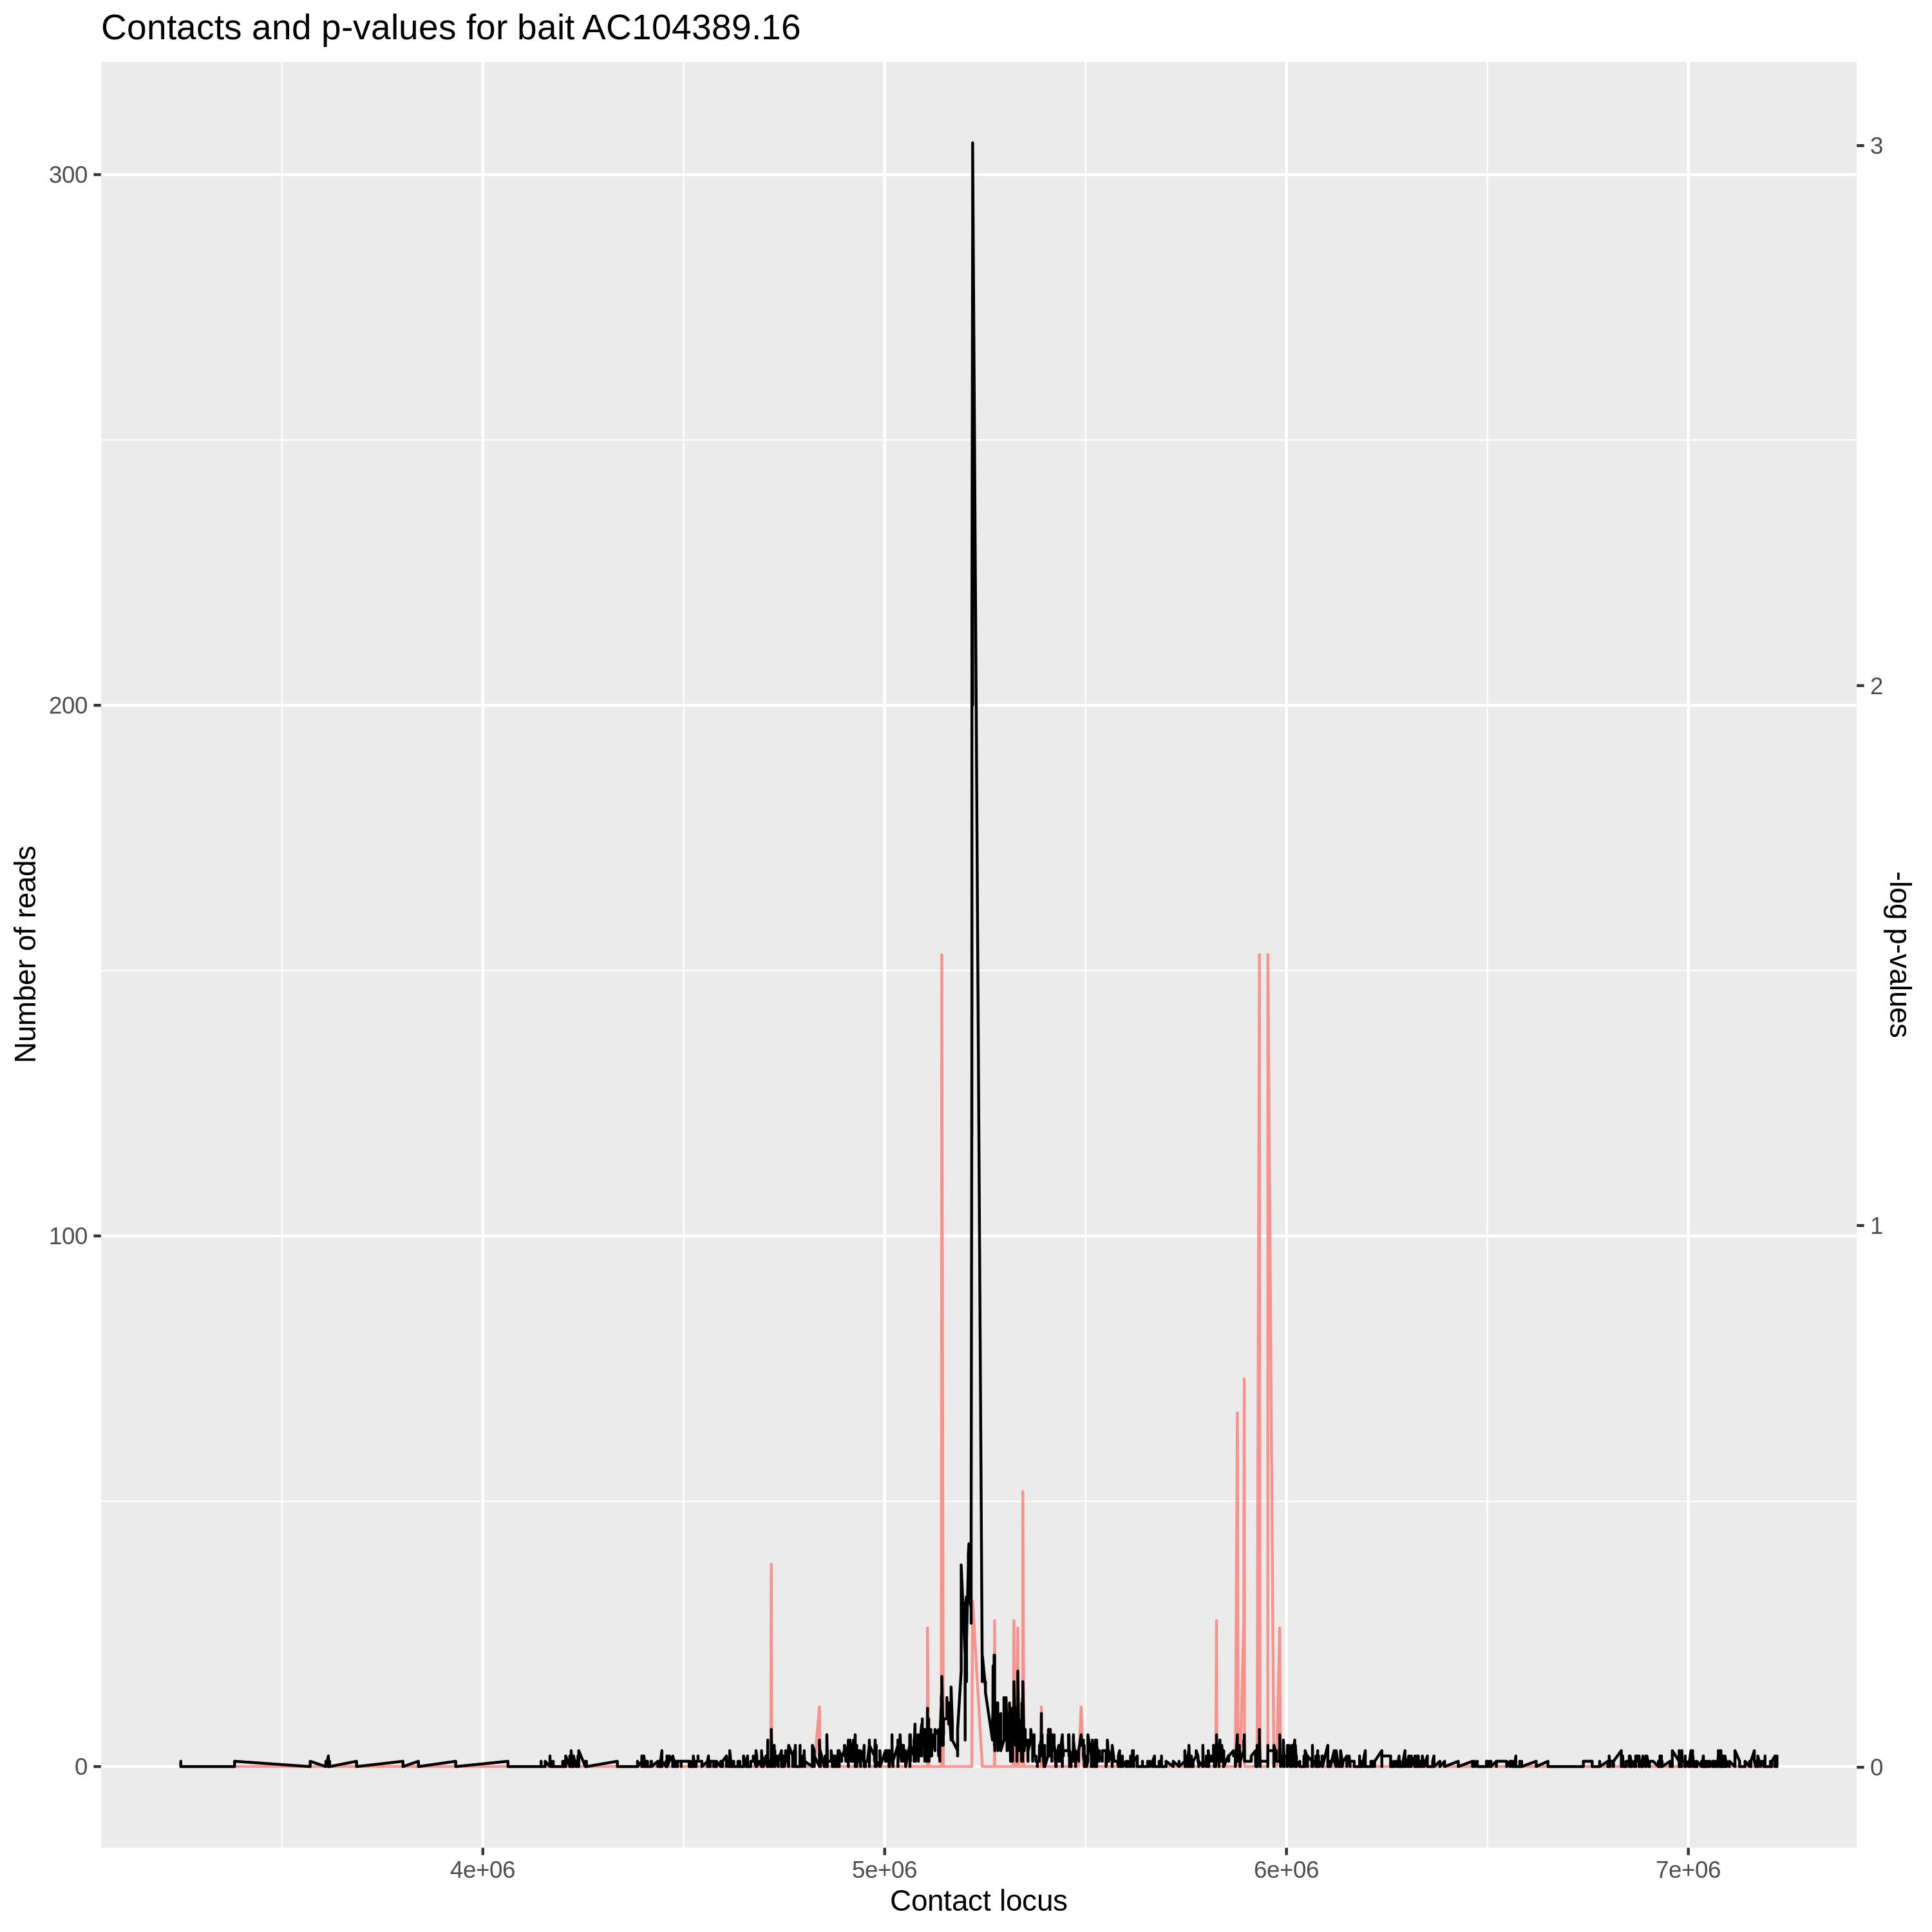 Contacts and p-values for bait AC104389.16
300
200
100
0
Number of reads
3
2
1
0
-log p-values
4e+06
5e+06
6e+06
7e+06
Contact locus